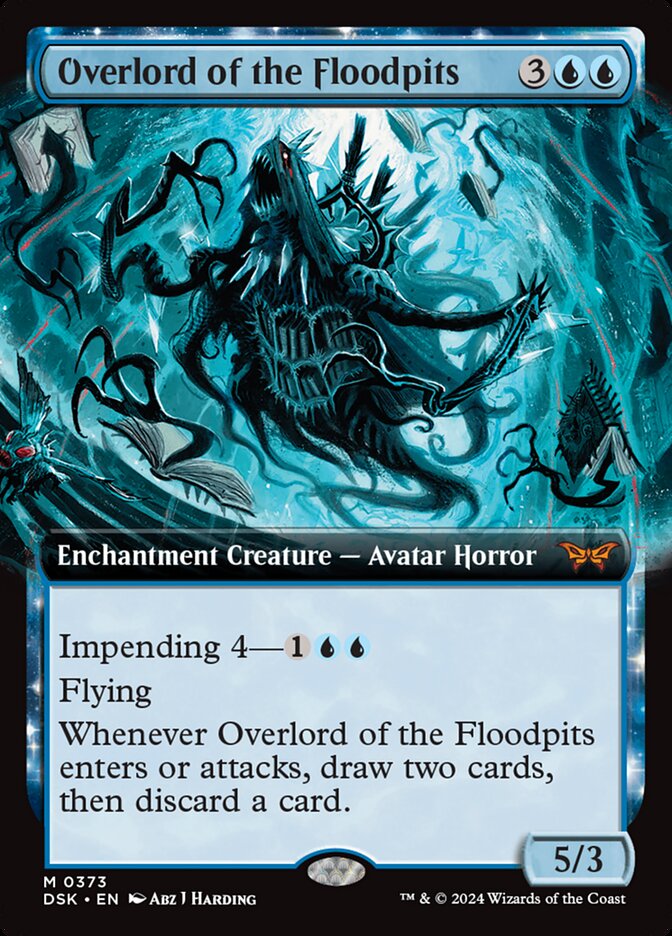 Overlord of the Floodpits 3
Enchantment Creature — Avatar Horror
Impending 4—1
Flying
Whenever Overlord of the Floodpits
enters or attacks, draw two cards,
then discard a card.
5/3
M 0373
DSK • EN Abz J Harding
™ & © 2024 Wizards of the Coast